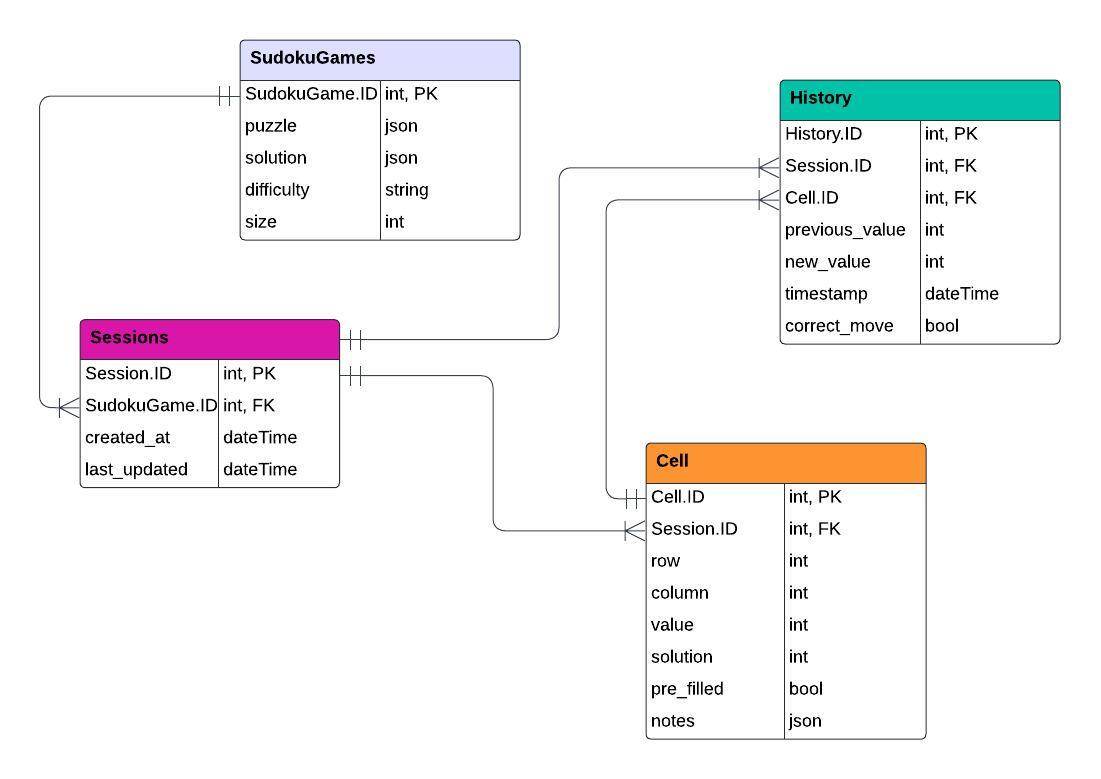 SudokuGames
SudokuGame.ID int, PK
puzzle json
solution json
difficulty string
size int
History
History.ID int, PK
Session.ID int, FK
Cell.ID int, FK
previous_value int
new_value int
timestamp dateTime
correct_move bool
Sessions
Session.ID int, PK
SudokuGame.ID int, FK
created_at dateTime
last_updated dateTime
Cell
Cell.ID int, PK
Session.ID int, FK
row int
column int
value int
solution int
pre_filled bool
notes json